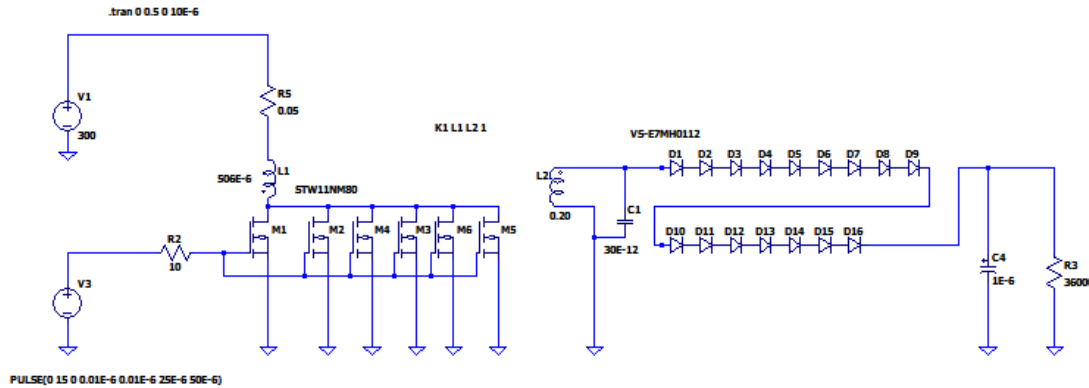 .tran 0 0.5 0 10E-6
V1
300
R5
0.05
K1 L1 L2 1
L1
506E-6
STW11NM80
M1
M2
M4
M3
M6
M5
R2
10
V3
PULSE(0 15 0 0.01E-6 0.01E-6 25E-6 50E-6)
VS-E7MH0112
D1 D2 D3 D4 D5 D6 D7 D8 D9
L2
0.20
C1
30E-12
D10 D11 D12 D13 D14 D15 D16
C4
1E-6
R3